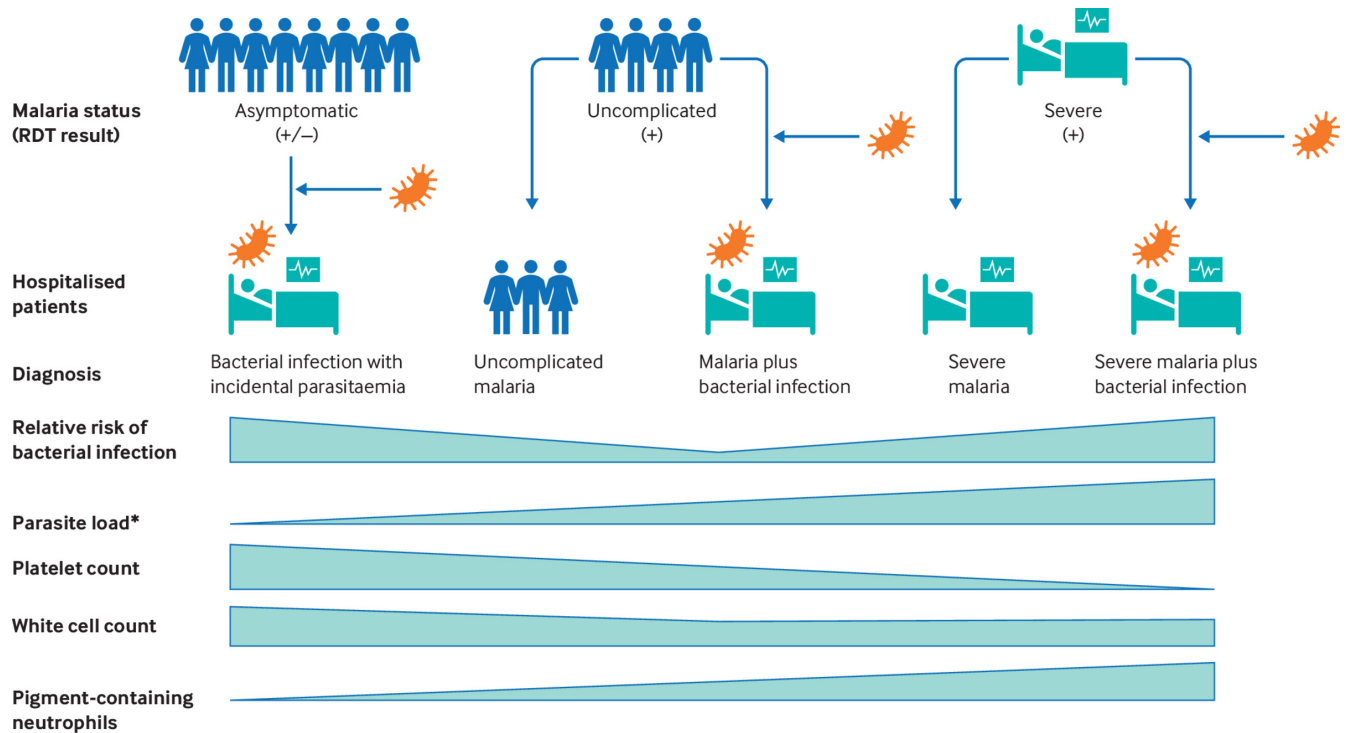 Malaria status
(RDT result)
Asymptomatic
(+/–)
Uncomplicated
(+)
Severe
(+)
Hospitalised
patients
Diagnosis
Bacterial infection with
incidental parasitaemia
Uncomplicated
malaria
Malaria plus
bacterial infection
Severe
malaria
Severe malaria plus
bacterial infection
Relative risk of
bacterial infection
Parasite load*
Platelet count
White cell count
Pigment-containing
neutrophils